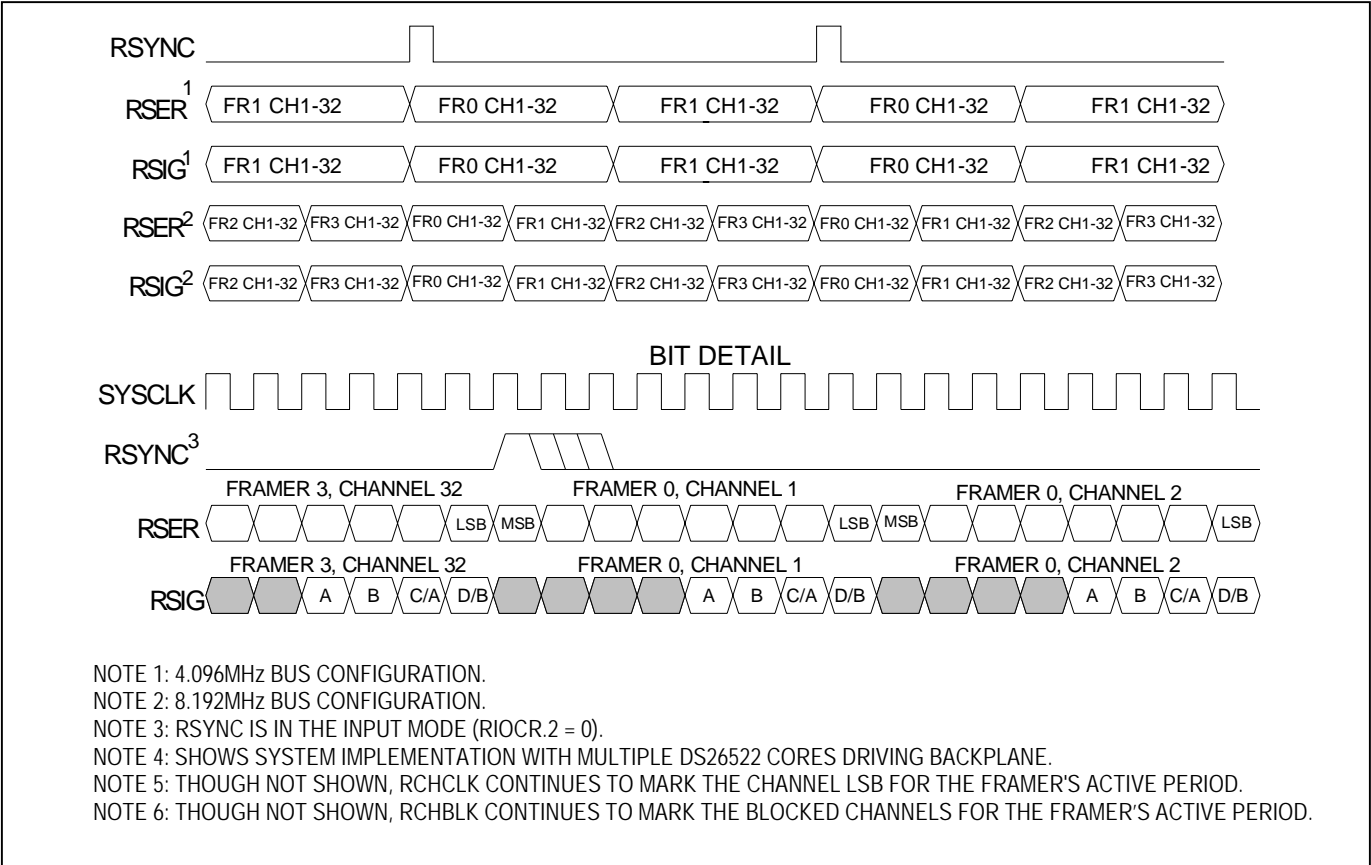 RSYNC
RSER1 FR1 CH1-32 FR0 CH1-32 FR1 CH1-32 FR0 CH1-32 FR1 CH1-32
RSIG1 FR1 CH1-32 FR0 CH1-32 FR1 CH1-32 FR0 CH1-32 FR1 CH1-32
RSER2 FR2 CH1-32 FR3 CH1-32 FR0 CH1-32 FR1 CH1-32 FR2 CH1-32 FR3 CH1-32 FR0 CH1-32 FR1 CH1-32 FR2 CH1-32 FR3 CH1-32
RSIG2 FR2 CH1-32 FR3 CH1-32 FR0 CH1-32 FR1 CH1-32 FR2 CH1-32 FR3 CH1-32 FR0 CH1-32 FR1 CH1-32 FR2 CH1-32 FR3 CH1-32
BIT DETAIL
SYSCLK
RSYNC3
FRAMER 3, CHANNEL 32 FRAMER 0, CHANNEL 1 FRAMER 0, CHANNEL 2
RSER LSB MSB LSB MSB LSB
FRAMER 3, CHANNEL 32 FRAMER 0, CHANNEL 1 FRAMER 0, CHANNEL 2
RSIG A B C/A D/B A B C/A D/B A B C/A D/B
NOTE 1: 4.096MHz BUS CONFIGURATION.
NOTE 2: 8.192MHz BUS CONFIGURATION.
NOTE 3: RSYNC IS IN THE INPUT MODE (RIOCR.2 = 0).
NOTE 4: SHOWS SYSTEM IMPLEMENTATION WITH MULTIPLE DS26522 CORES DRIVING BACKPLANE.
NOTE 5: THOUGH NOT SHOWN, RCHCLK CONTINUES TO MARK THE CHANNEL LSB FOR THE FRAMER'S ACTIVE PERIOD.
NOTE 6: THOUGH NOT SHOWN, RCHBLK CONTINUES TO MARK THE BLOCKED CHANNELS FOR THE FRAMER'S ACTIVE PERIOD.